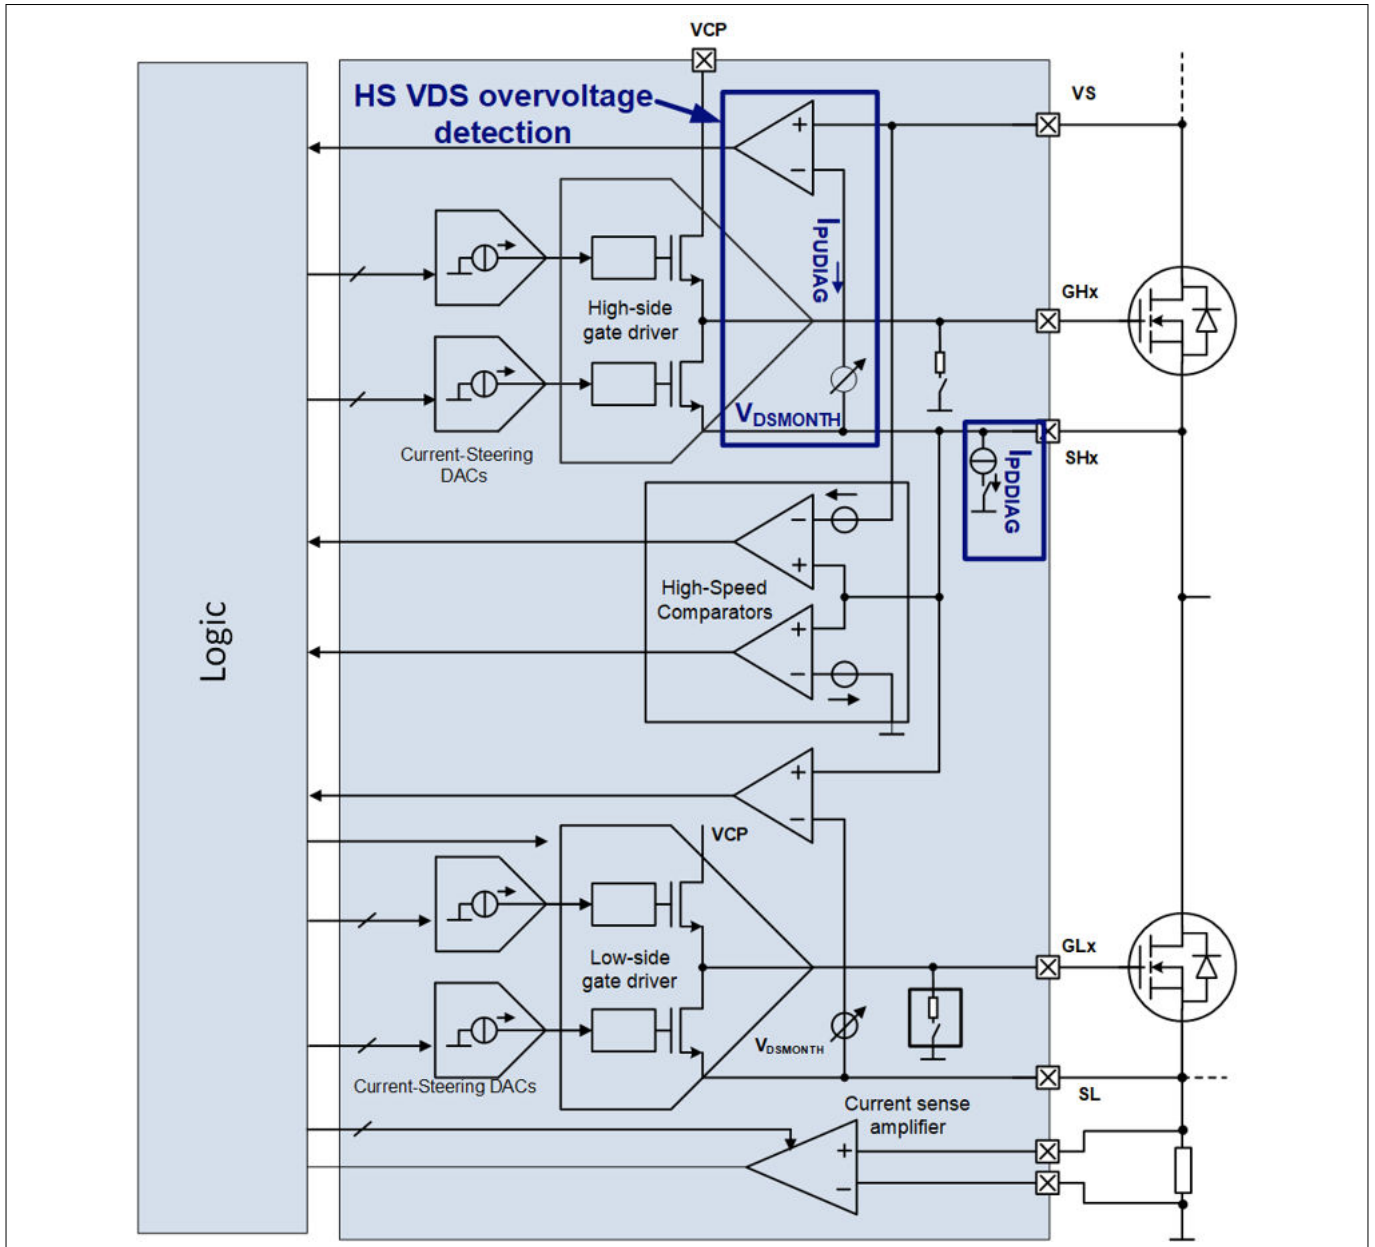 VCP
HS VDS overvoltage
detection
VS
+
−
IPUDIAG
GHx
High-side
gate driver
VDSMONTH
SHx
IPDDIAG
Current-Steering
DACs
−
+
High-Speed
Comparators
+
−
Logic
+
−
VCP
GLx
Low-side
gate driver
VDSMONTH
Current-Steering DACs
SL
Current sense
amplifier
+
−